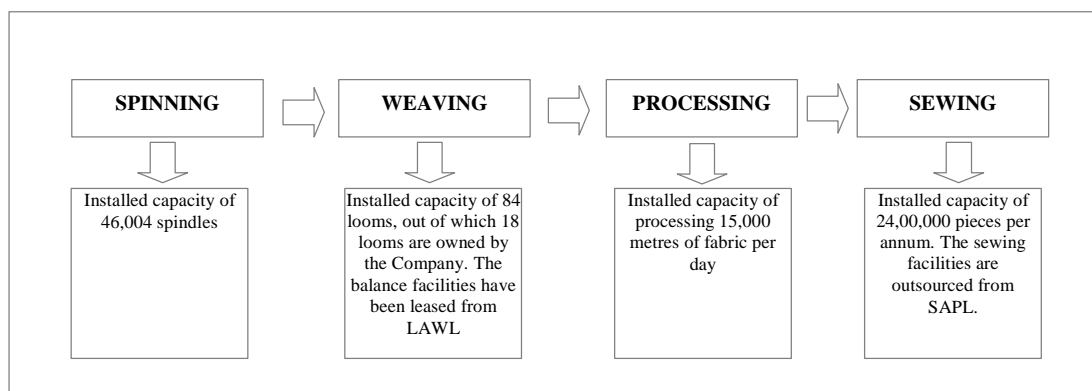 SPINNING
WEAVING
PROCESSING
SEWING
Installed capacity of
46,004 spindles
Installed capacity of 84
looms, out of which 18
looms are owned by
the Company. The
balance facilities have
been leased from
LAWL
Installed capacity of
processing 15,000
metres of fabric per
day
Installed capacity of
24,00,000 pieces per
annum. The sewing
facilities are
outsourced from
SAPL.